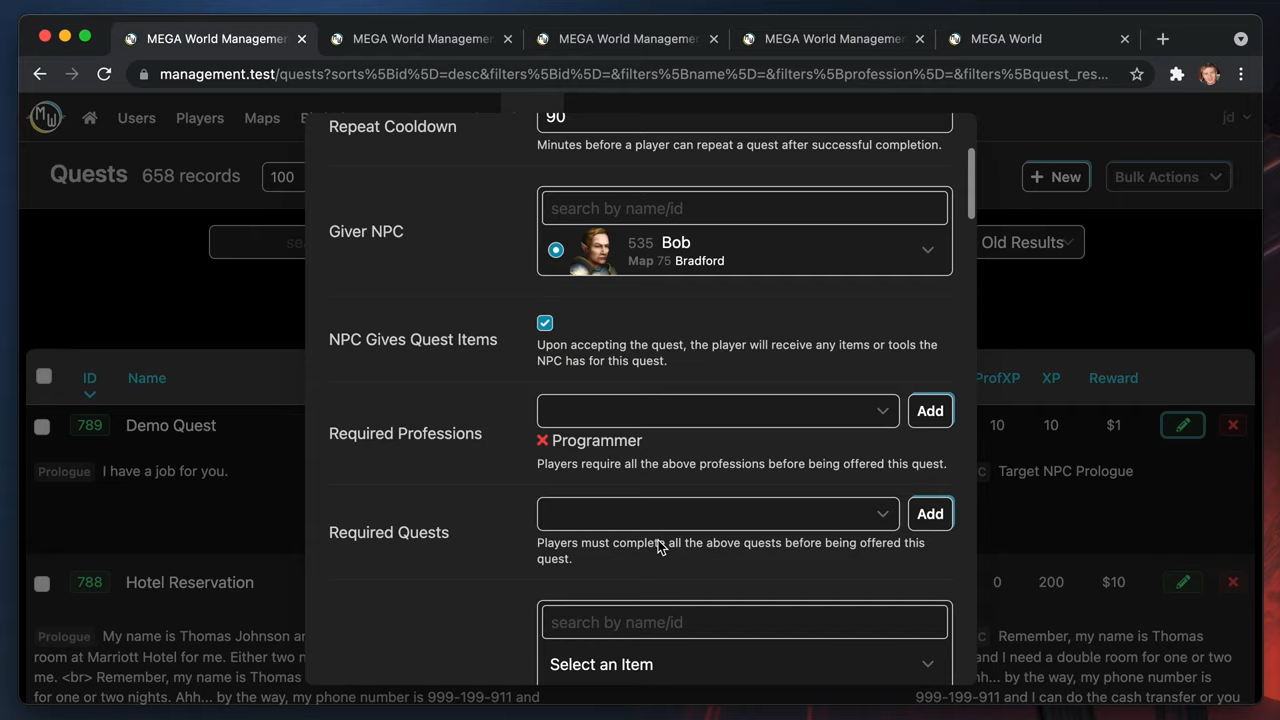 MEGA World Managemen
MEGA World Managemen
MEGA World Managemen
MEGA World Managemen
MEGA World
management.test/quests?sorts%5Bid%5D=desc&filters%5Bid%5D=&filters%5Bname%5D=&filters%5Bprofession%5D=&filters%5Bquest_res...
MW
Users
Players
Maps
jd
Quests
658 records
100
+ New
Bulk Actions
Old Results
Repeat Cooldown
90
Minutes before a player can repeat a quest after successful completion.
Giver NPC
search by name/id
535 Bob
Map 75 Bradford
NPC Gives Quest Items
Upon accepting the quest, the player will receive any items or tools the
NPC has for this quest.
Required Professions
Add
Programmer
Players require all the above professions before being offered this quest.
Required Quests
Add
Players must complete all the above quests before being offered this
quest.
search by name/id
Select an Item
ID
Name
ProfXP
XP
Reward
789
Demo Quest
10
10
$1
Prologue
I have a job for you.
Target NPC Prologue
788
Hotel Reservation
0
200
$10
Prologue
My name is Thomas Johnson an
room at Marriott Hotel for me. Either two n
nights. <br> Remember, my name is Thomas
for one or two nights. Ahh... by the way, my phone number is 999-199-911 and
Remember, my name is Thomas
and I need a double room for one or two
me. Ahh... by the way, my phone number is
999-199-911 and I can do the cash transfer or you